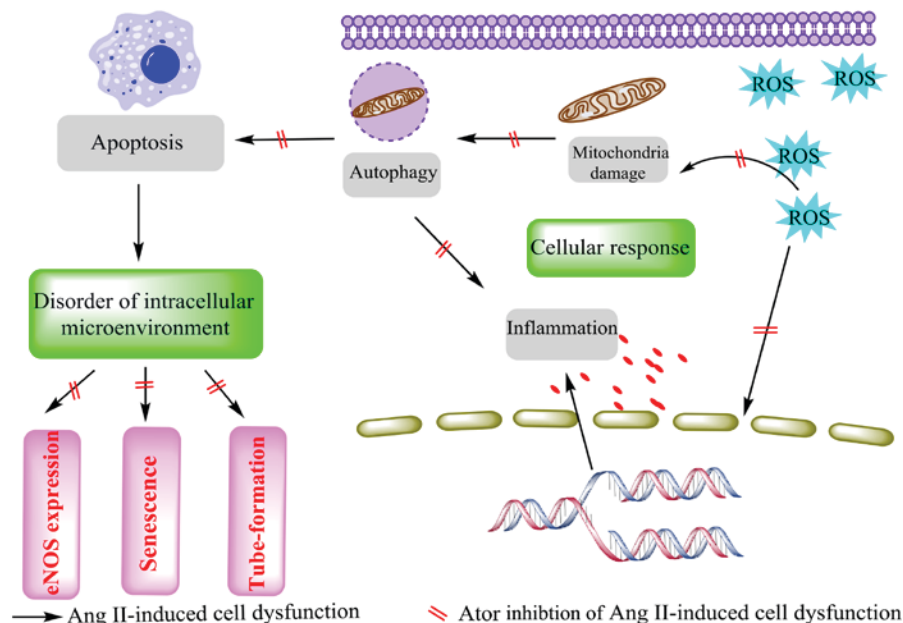 ROS
ROS
Apoptosis
Autophagy
Mitochondria
damage
ROS
ROS
Cellular response
Disorder of intracellular
microenvironment
Inflammation
eNOS expression
Senescence
Tube-formation
Ang II-induced cell dysfunction
Ator inhibtion of Ang II-induced cell dysfunction